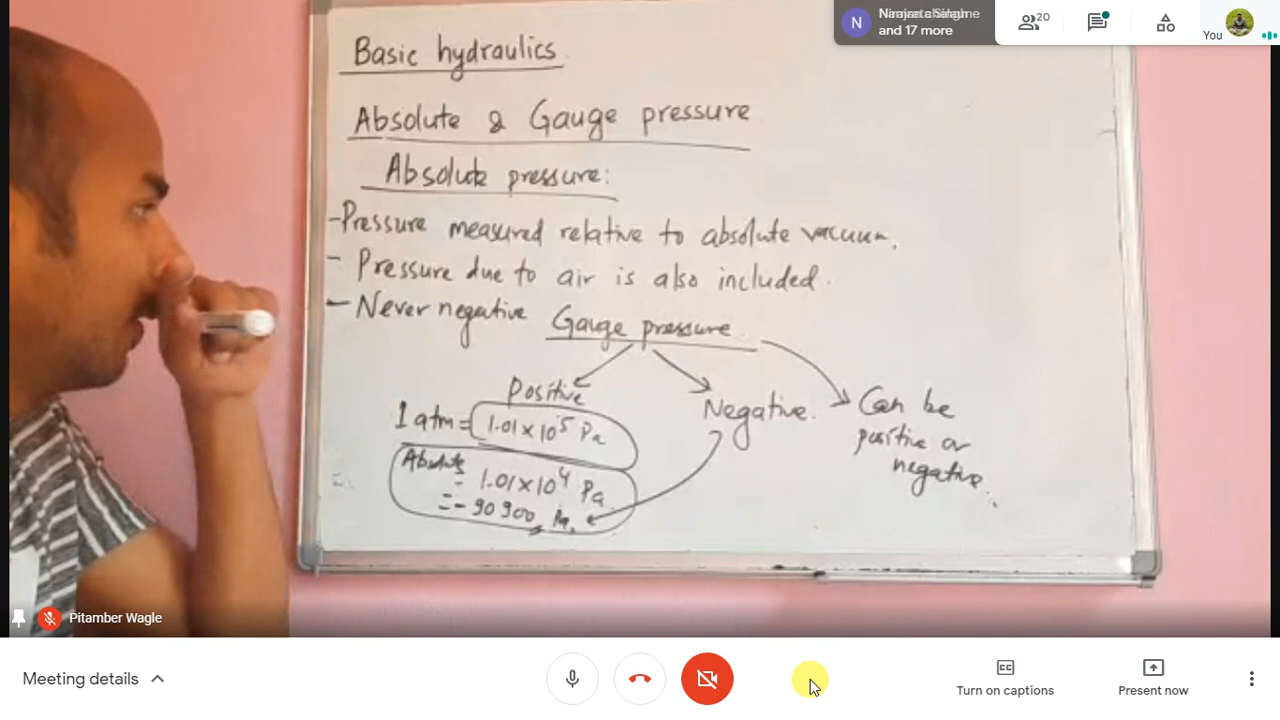 Basic hydraulics
Absolute & Gauge pressure
Absolute pressure:
-Pressure measured relative to absolute vacuum.
- Pressure due to air is also included.
- Never negative
Gauge pressure
Positive
Negative.
Can be
positive or
negative.
1 atm = 1.01×10^5 Pa
Absolute
= 1.01×10^4 Pa
= -90900 Pa.
N
and 17 more
20
You
Pitamber Wagle
Meeting details
Turn on captions
Present now